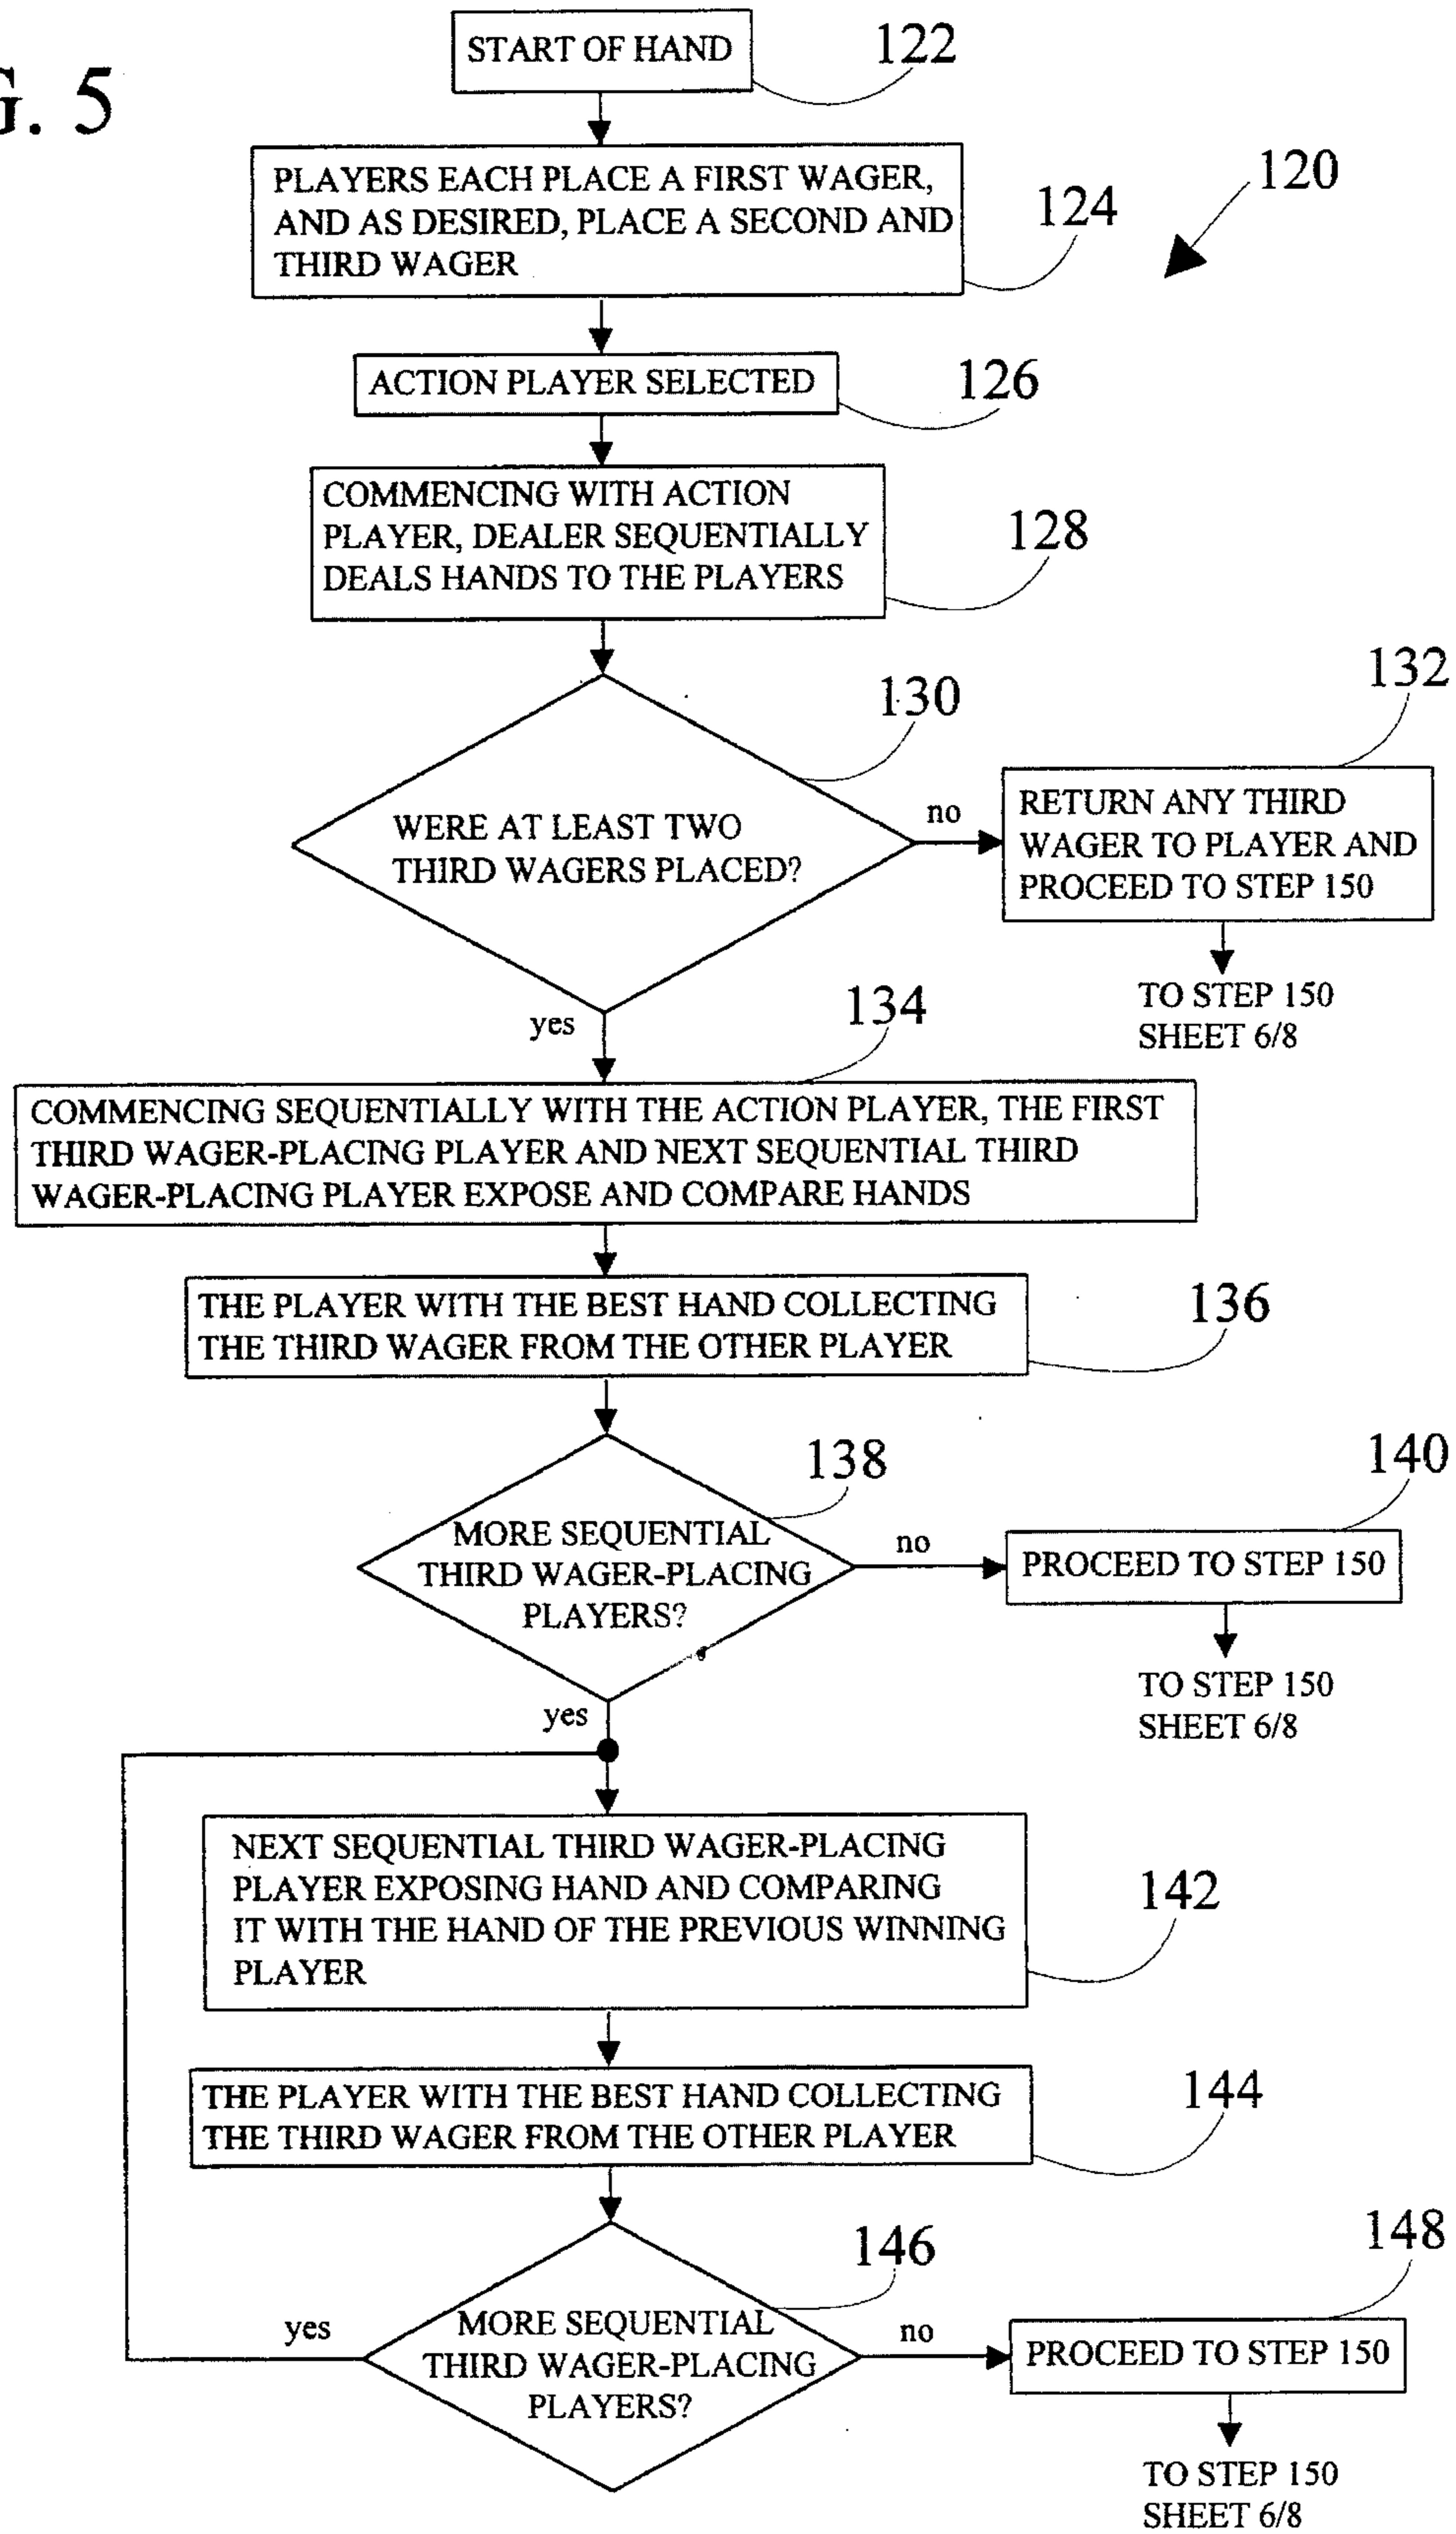 G. 5
START OF HAND
122
120
PLAYERS EACH PLACE A FIRST WAGER,
AND AS DESIRED, PLACE A SECOND AND
THIRD WAGER
124
ACTION PLAYER SELECTED
126
COMMENCING WITH ACTION
PLAYER, DEALER SEQUENTIALLY
DEALS HANDS TO THE PLAYERS
128
130
WERE AT LEAST TWO
THIRD WAGERS PLACED?
no
132
RETURN ANY THIRD
WAGER TO PLAYER AND
PROCEED TO STEP 150
TO STEP 150
SHEET 6/8
yes
134
COMMENCING SEQUENTIALLY WITH THE ACTION PLAYER, THE FIRST
THIRD WAGER-PLACING PLAYER AND NEXT SEQUENTIAL THIRD
WAGER-PLACING PLAYER EXPOSE AND COMPARE HANDS
THE PLAYER WITH THE BEST HAND COLLECTING
THE THIRD WAGER FROM THE OTHER PLAYER
136
138
MORE SEQUENTIAL
THIRD WAGER-PLACING
PLAYERS?
no
140
PROCEED TO STEP 150
TO STEP 150
SHEET 6/8
yes
NEXT SEQUENTIAL THIRD WAGER-PLACING
PLAYER EXPOSING HAND AND COMPARING
IT WITH THE HAND OF THE PREVIOUS WINNING
PLAYER
142
THE PLAYER WITH THE BEST HAND COLLECTING
THE THIRD WAGER FROM THE OTHER PLAYER
144
146
yes
MORE SEQUENTIAL
THIRD WAGER-PLACING
PLAYERS?
no
148
PROCEED TO STEP 150
TO STEP 150
SHEET 6/8